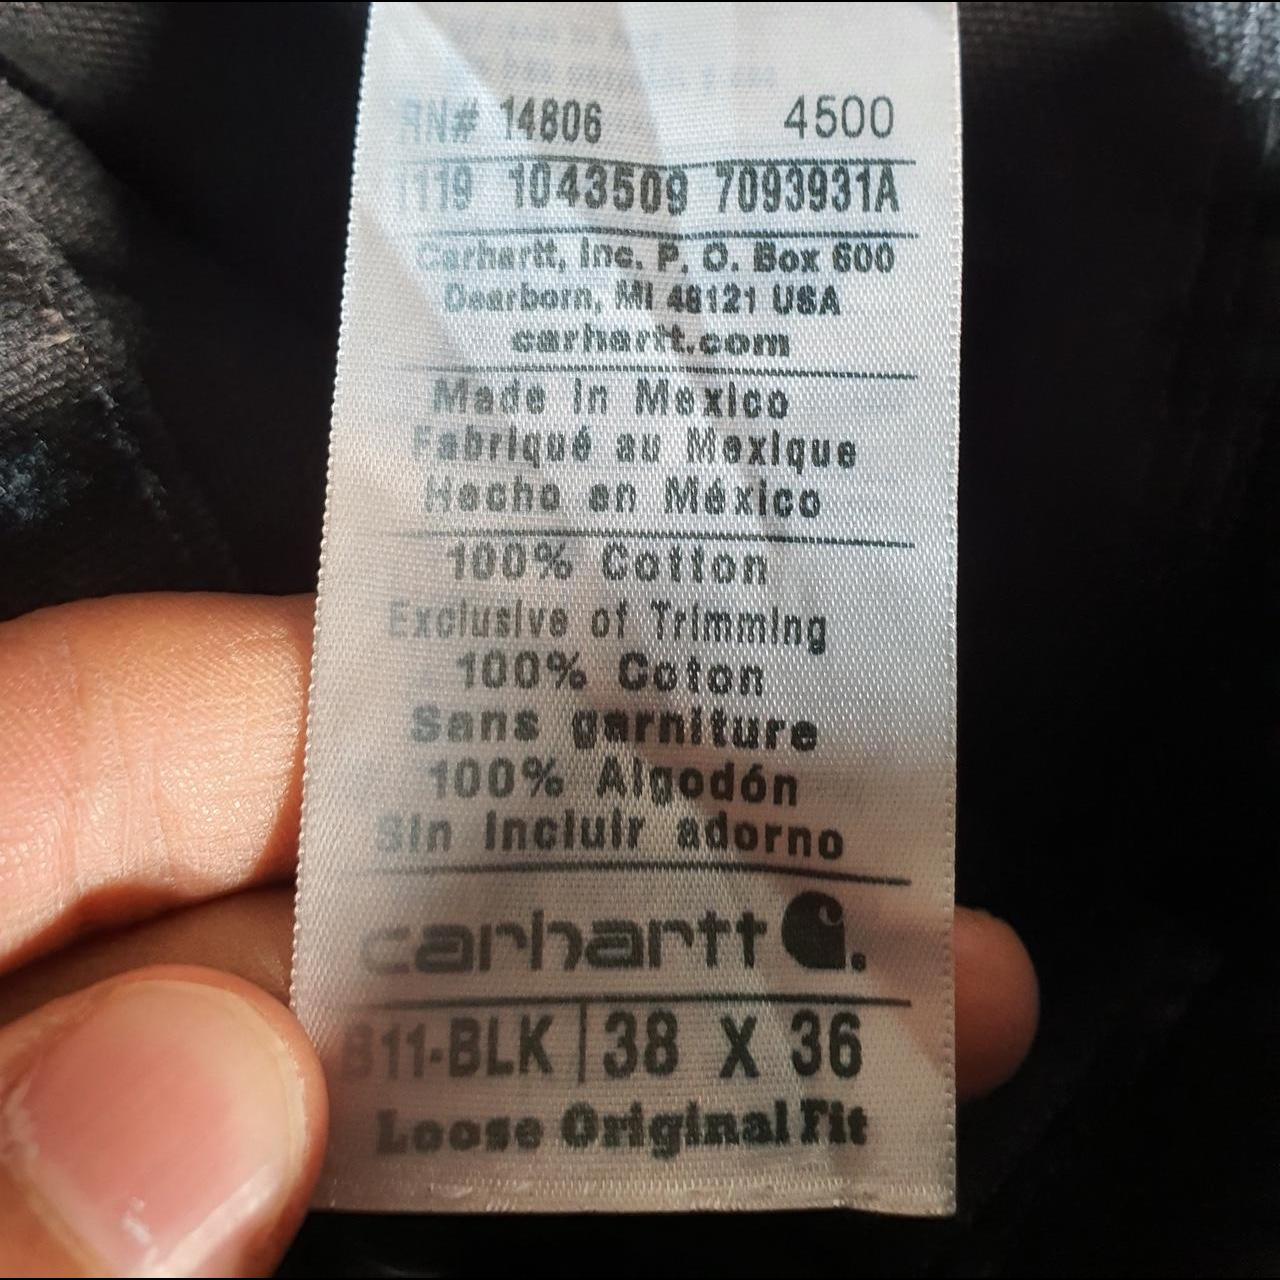 RN# 14806 4500
1119 1043509 7093931A
Carhartt, Inc. P. O. Box 600
Dearborn, MI 48121 USA
carhartt.com
Made in Mexico
Fabriqué au Mexique
Hecho en México
100% Cotton
Exclusive of Trimming
100% Coton
Sans garniture
100% Algodón
Sin incluir adorno
carhartt
B11-BLK | 38 X 36
Loose Original Fit